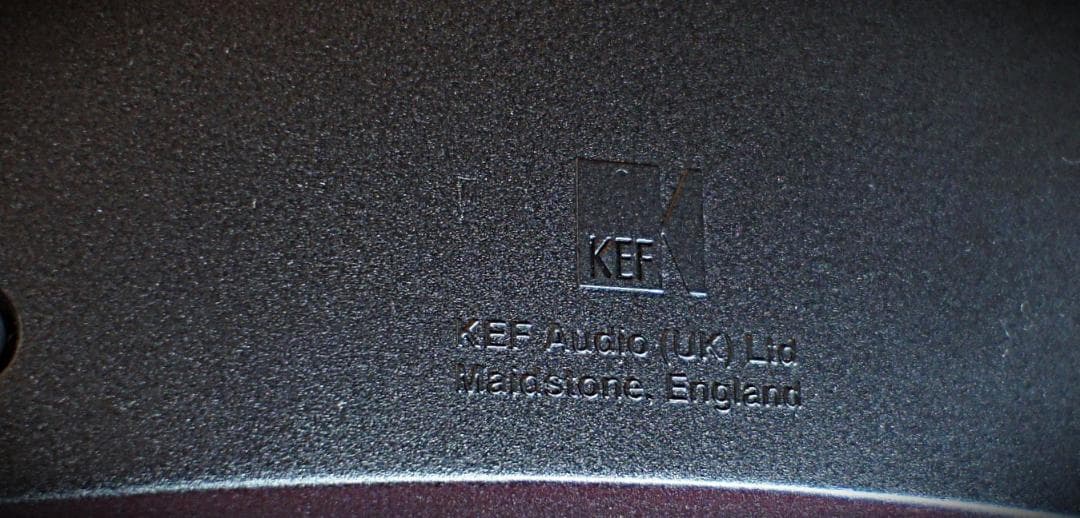 KEF
KEF Audio (UK) Ltd
Maidstone, England